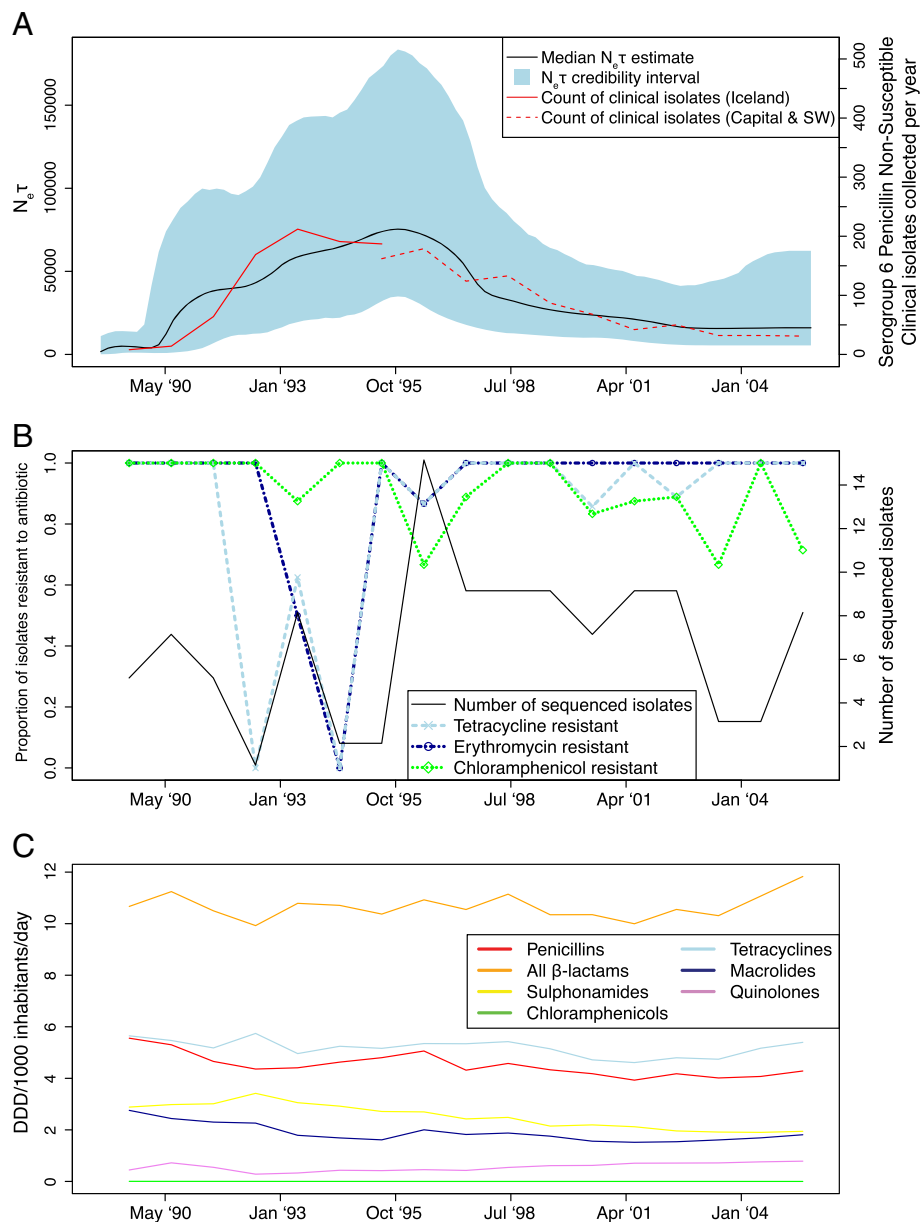 A
Median Neτ estimate
Neτ credibility interval
Count of clinical isolates (Iceland)
Count of clinical isolates (Capital & SW)
Neτ
0
50000
100000
150000
0
100
200
300
400
500
Serogroup 6 Penicillin Non-Susceptible
Clinical isolates collected per year
May ‘90
Jan ‘93
Oct ‘95
Jul ‘98
Apr ‘01
Jan ‘04
B
Proportion of isolates resistant to antibiotic
0.0
0.2
0.4
0.6
0.8
1.0
Number of sequenced isolates
Tetracycline resistant
Erythromycin resistant
Chloramphenicol resistant
2
4
6
8
10
12
14
Number of sequenced isolates
May ‘90
Jan ‘93
Oct ‘95
Jul ‘98
Apr ‘01
Jan ‘04
C
DDD/1000 inhabitants/day
0
2
4
6
8
10
12
Penicillins
All β-lactams
Sulphonamides
Chloramphenicols
Tetracyclines
Macrolides
Quinolones
May ‘90
Jan ‘93
Oct ‘95
Jul ‘98
Apr ‘01
Jan ‘04